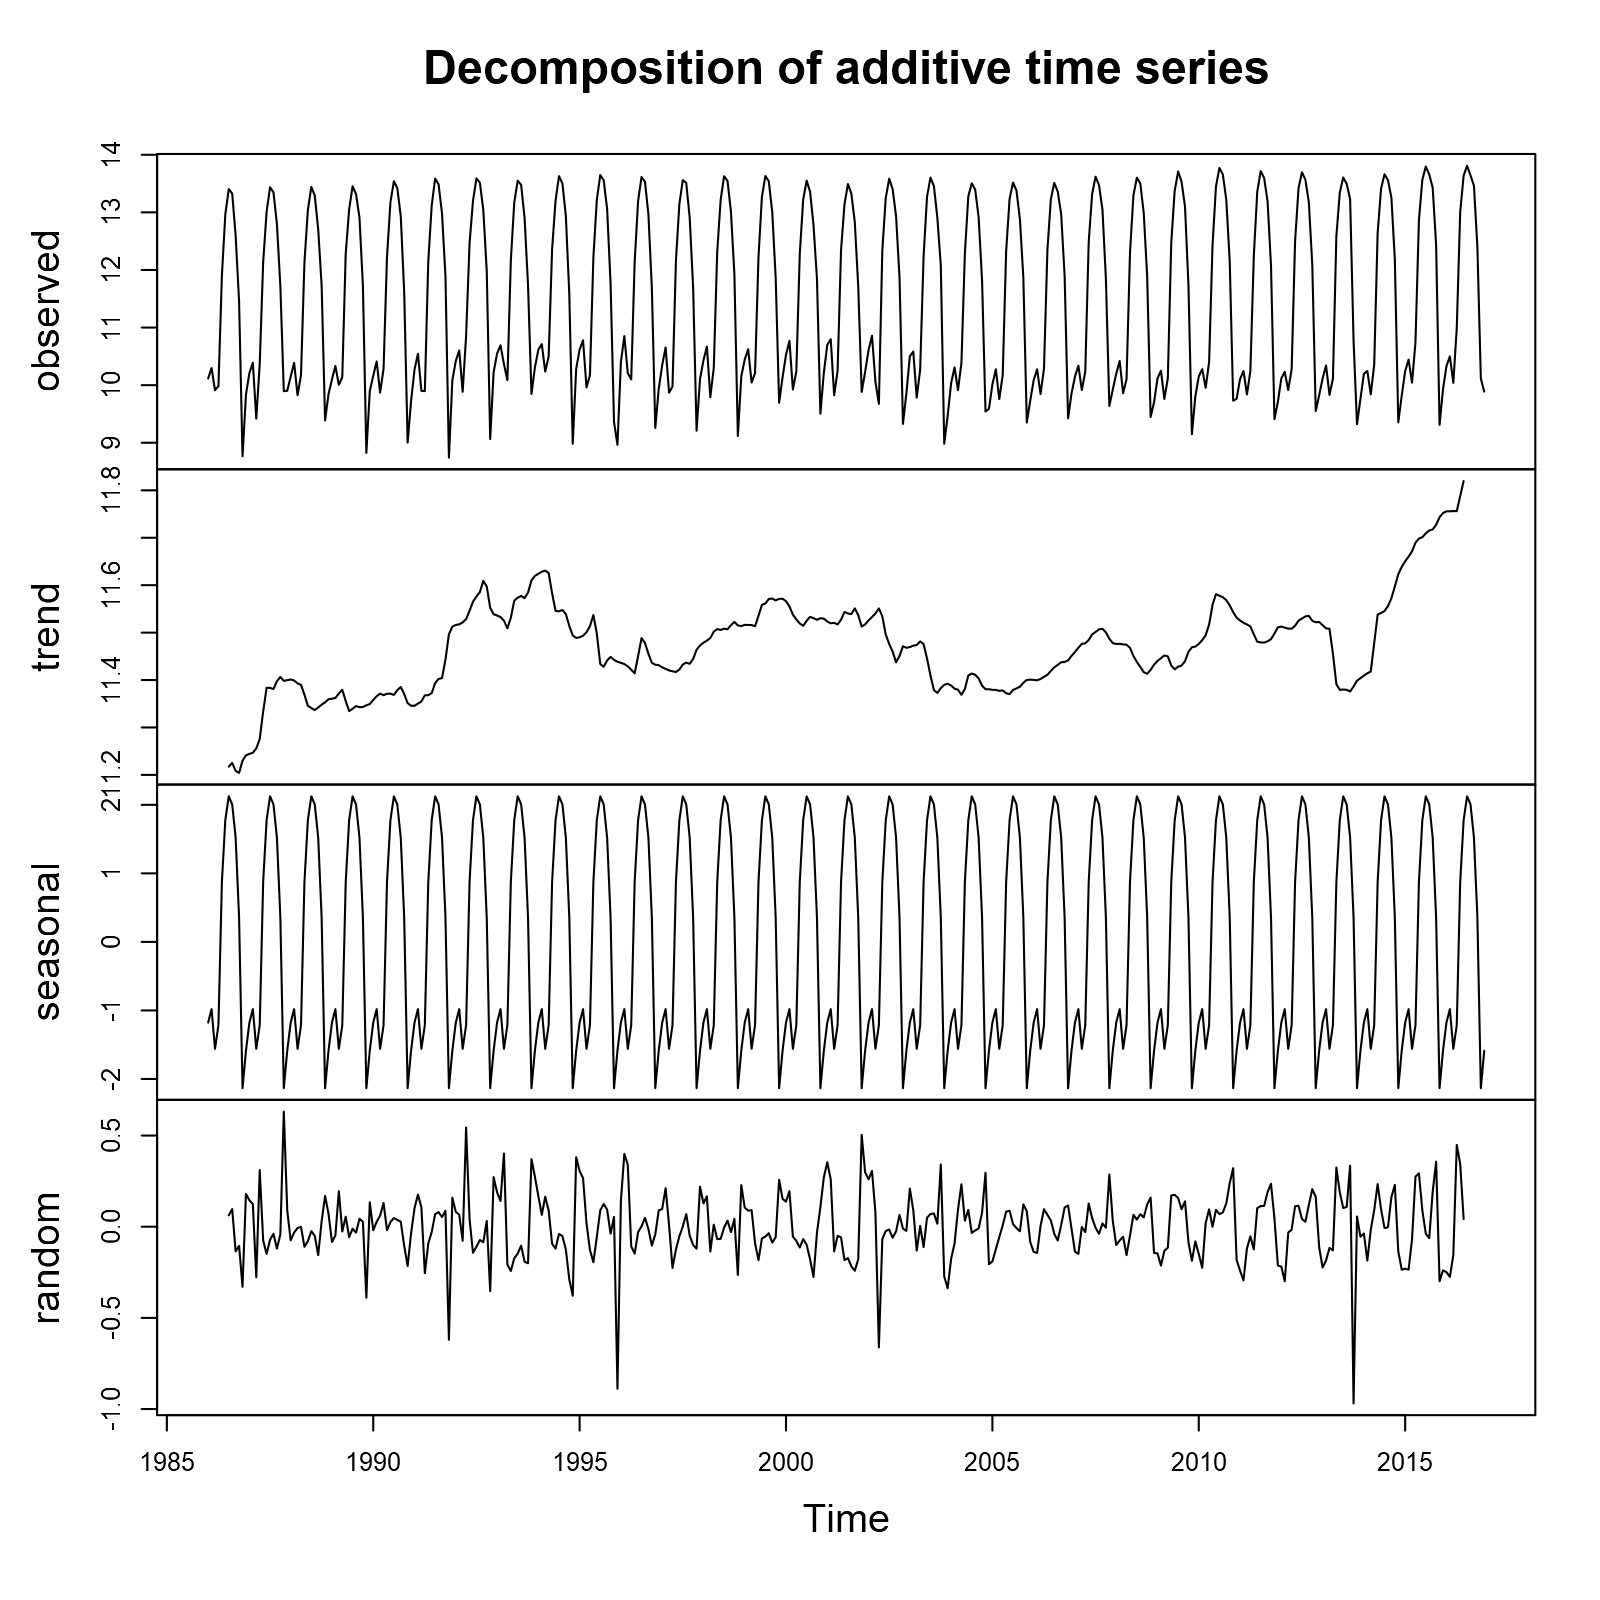 Decomposition of additive time series
observed
9 10 11 12 13 14
trend
11.2 11.4 11.6 11.8
seasonal
-2 -1 0 1 2
random
-1.0 -0.5 0.0 0.5
1985 1990 1995 2000 2005 2010 2015
Time